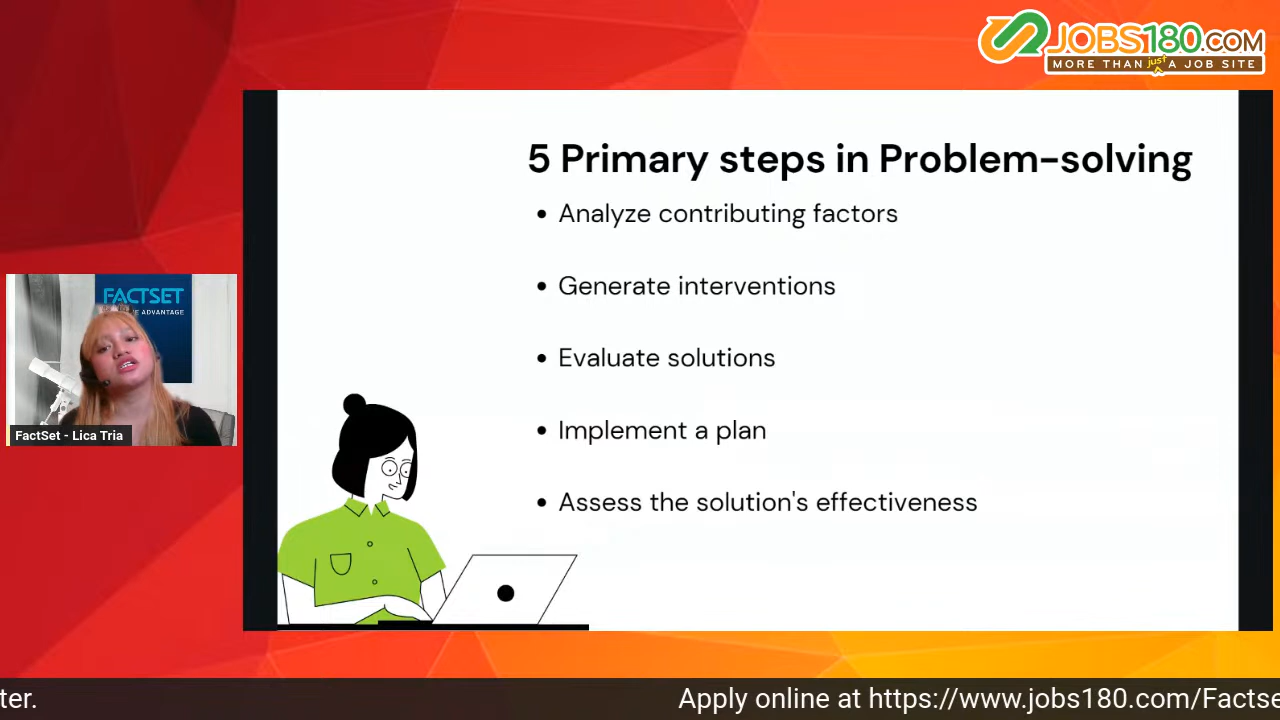 JOBS180.COM
MORE THAN just A JOB SITE
5 Primary steps in Problem-solving
• Analyze contributing factors
• Generate interventions
• Evaluate solutions
• Implement a plan
• Assess the solution's effectiveness
FACTSET
ADVANTAGE
FactSet - Lica Tria
ter.
Apply online at https://www.jobs180.com/Factse